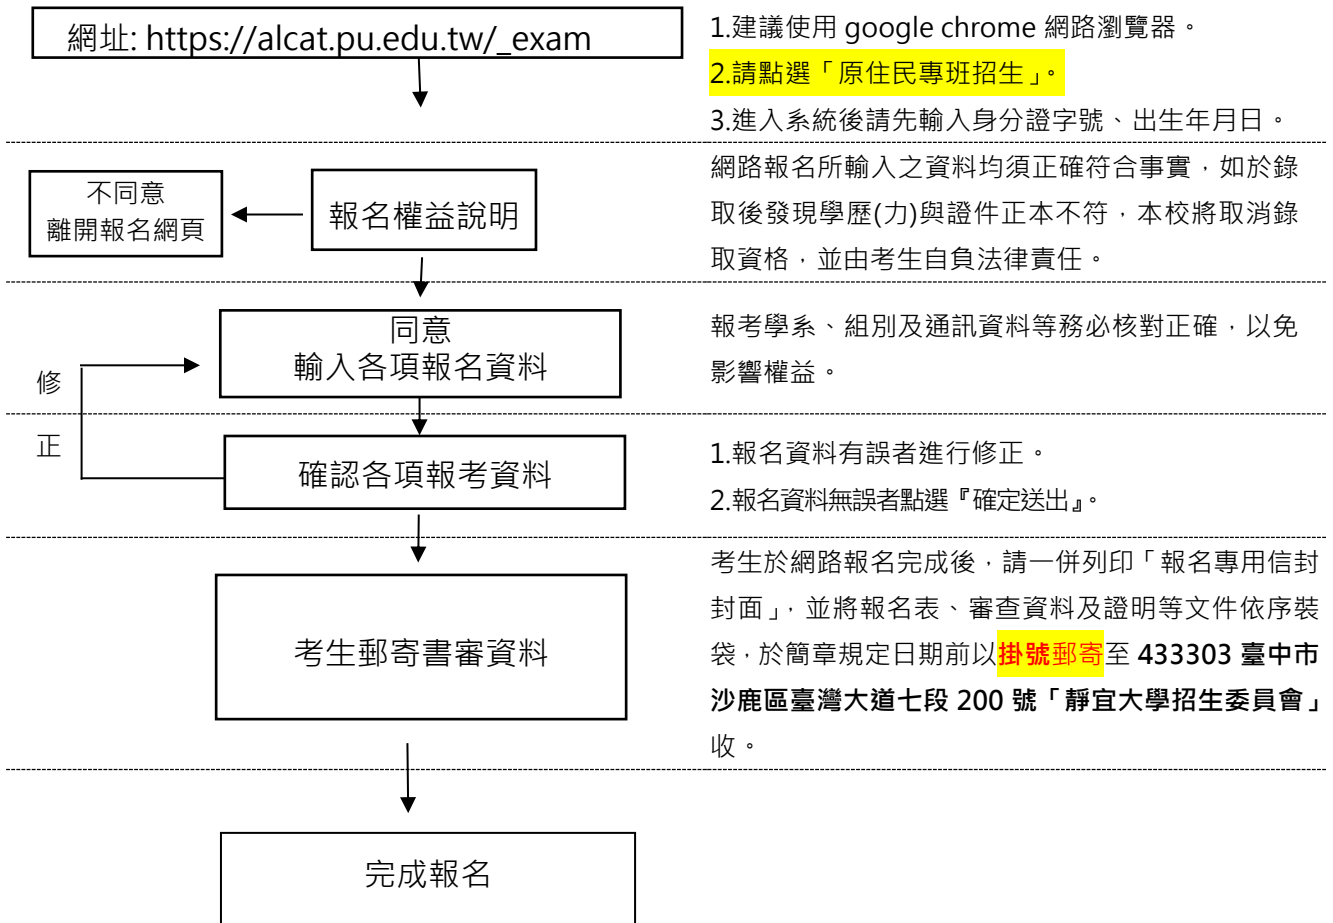 網址: https://alcat.pu.edu.tw/_exam
1.建議使用 google chrome 網路瀏覽器。
2.請點選「原住民專班招生」。
3.進入系統後請先輸入身分證字號、出生年月日。
不同意
離開報名網頁
報名權益說明
網路報名所輸入之資料均須正確符合事實，如於錄
取後發現學歷(力)與證件正本不符，本校將取消錄
取資格，並由考生自負法律責任。
同意
輸入各項報名資料
報考學系、組別及通訊資料等務必核對正確，以免
影響權益。
修
正
確認各項報考資料
1.報名資料有誤者進行修正。
2.報名資料無誤者點選『確定送出』。
考生郵寄書審資料
考生於網路報名完成後，請一併列印「報名專用信封
封面」，並將報名表、審查資料及證明等文件依序裝
袋，於簡章規定日期前以掛號郵寄至 433303 臺中市
沙鹿區臺灣大道七段 200 號「靜宜大學招生委員會」
收。
完成報名